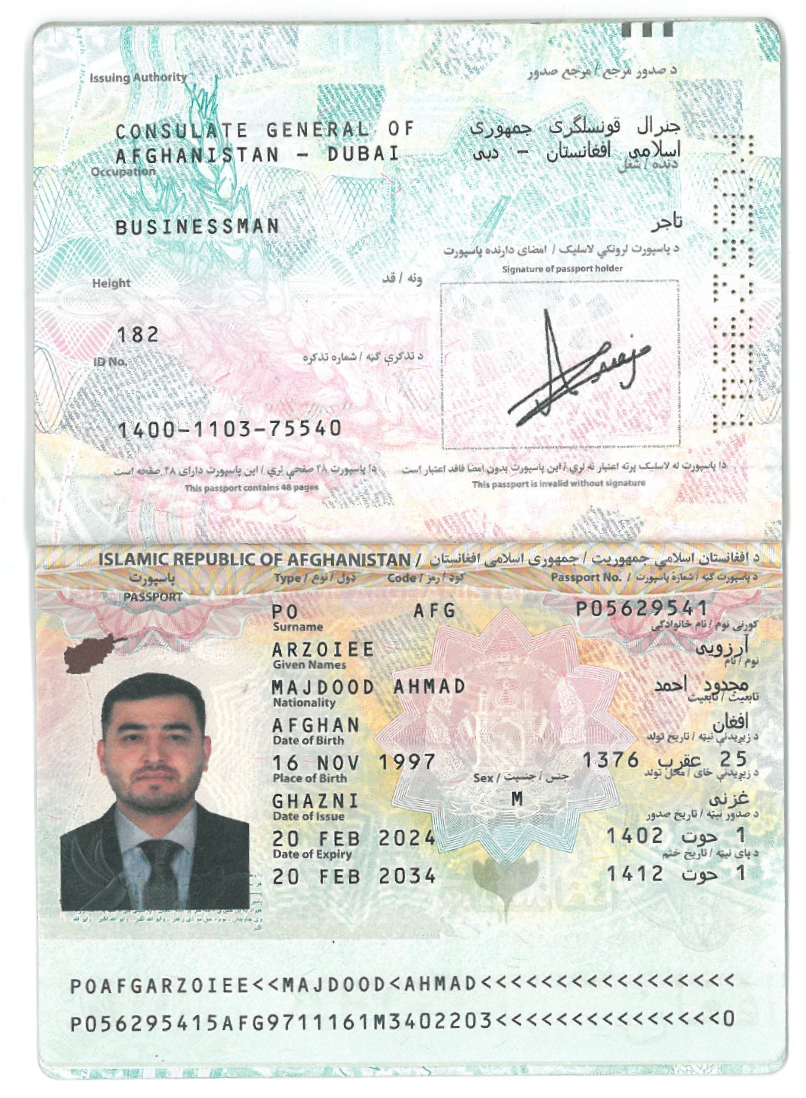 Issuing Authority د صدور مرجع / مرجع صدور
CONSULATE GENERAL OF جنرال قونسلگری جمهوری
AFGHANISTAN – DUBAI اسلامی افغانستان – دبی
Occupation دنده / شغل
BUSINESSMAN تاجر
د پاسپورت لرونکي لاسلیک / امضای دارنده پاسپورت
Signature of passport holder
Height ونه / قد
182
ID No. د تذکرې ګڼه / شماره تذکره
1400-1103-75540
دا پاسپورت ۴۸ صفحې لري / این پاسپورت دارای ۴۸ صفحه است
This passport contains 48 pages
دا پاسپورت له لاسلیک پرته اعتبار نه لري / این پاسپورت بدون امضا فاقد اعتبار است
This passport is invalid without signature
ISLAMIC REPUBLIC OF AFGHANISTAN / د افغانستان اسلامي جمهوریت / جمهوری اسلامی افغانستان
پاسپورت Type / ډول / نوع Code / کوډ / رمز Passport No. / د پاسپورت ګڼه / شمارهٔ پاسپورت
PASSPORT
PO AFG P05629541
Surname کورنی نوم / نام خانوادگی
ARZOIEE آرزویی
Given Names نوم / نام
MAJDOOD AHMAD مجدود احمد
Nationality تابعیت / تابعیت
AFGHAN افغان
Date of Birth د زیږیدنې نیټه / تاریخ تولد
16 NOV 1997 25 عقرب 1376
Place of Birth Sex / جنسیت / جنس د زیږیدنې ځای / محل تولد
GHAZNI M غزنی
Date of Issue د صدور نیټه / تاریخ صدور
20 FEB 2024 1 حوت 1402
Date of Expiry د پای نیټه / تاریخ ختم
20 FEB 2034 1 حوت 1412
POAFGARZOIEE<<MAJDOOD<AHMAD<<<<<<<<<<<<<<<<<
P056295415AFG9711161M3402203<<<<<<<<<<<<<<<0